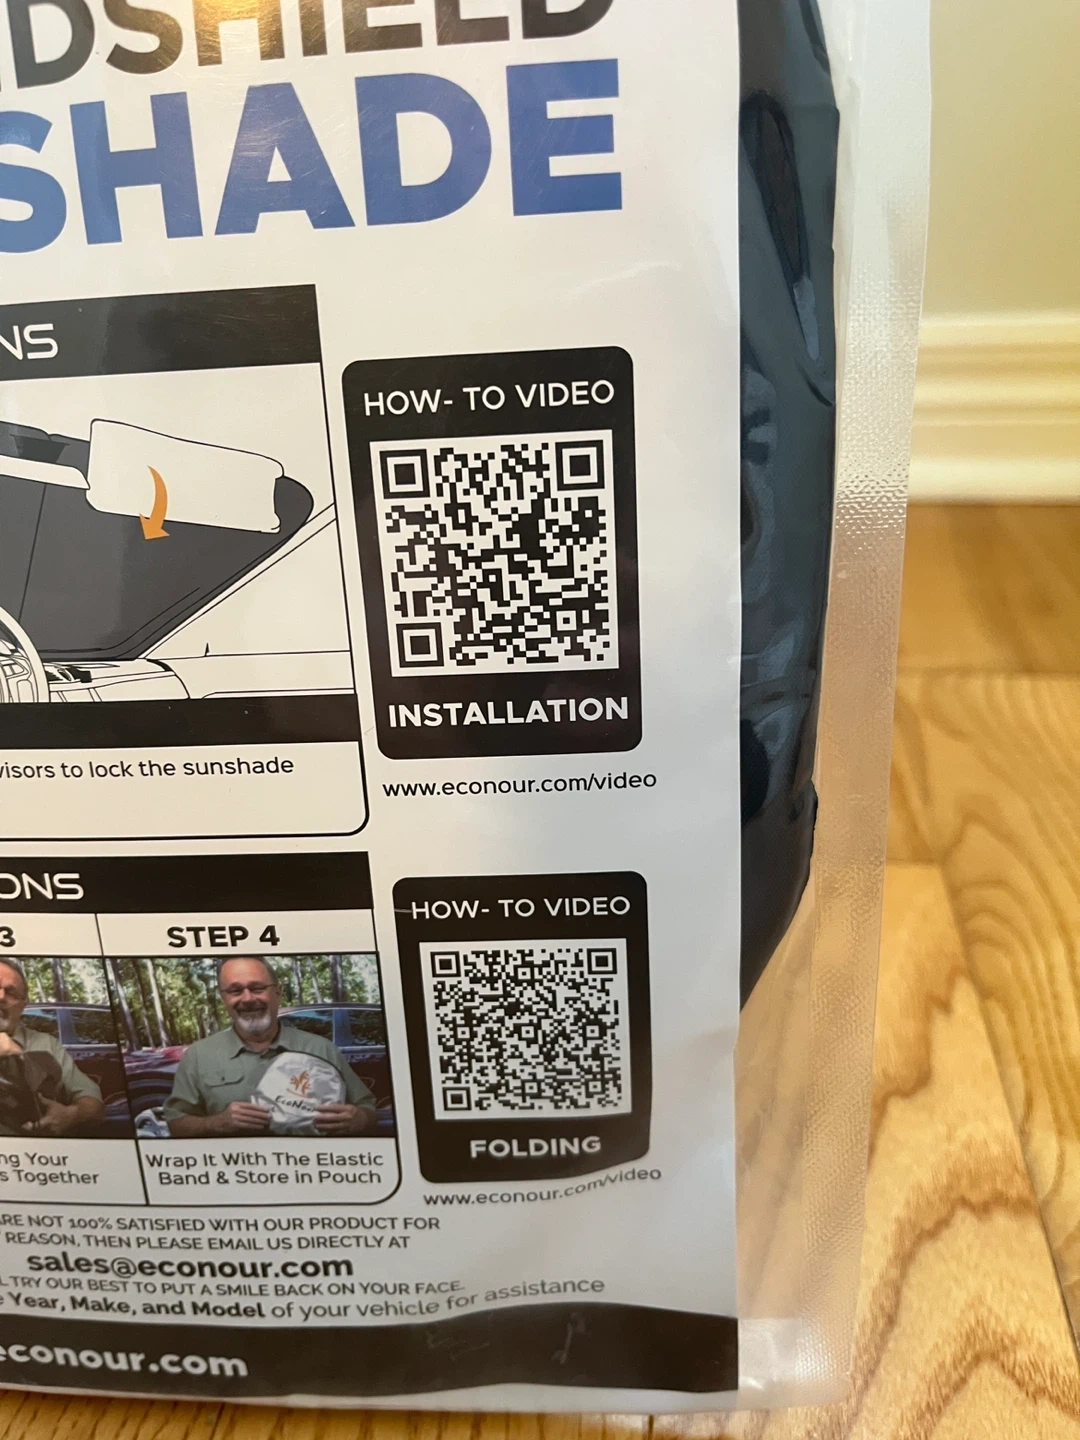 DSHIELD
SHADE
NS
HOW- TO VIDEO
INSTALLATION
www.econour.com/video
visors to lock the sunshade
ONS
3
STEP 4
HOW- TO VIDEO
FOLDING
www.econour.com/video
EcoNour
ng Your
s Together
Wrap It With The Elastic
Band & Store in Pouch
RE NOT 100% SATISFIED WITH OUR PRODUCT FOR
REASON, THEN PLEASE EMAIL US DIRECTLY AT
sales@econour.com
L TRY OUR BEST TO PUT A SMILE BACK ON YOUR FACE.
e Year, Make, and Model of your vehicle for assistance
econour.com